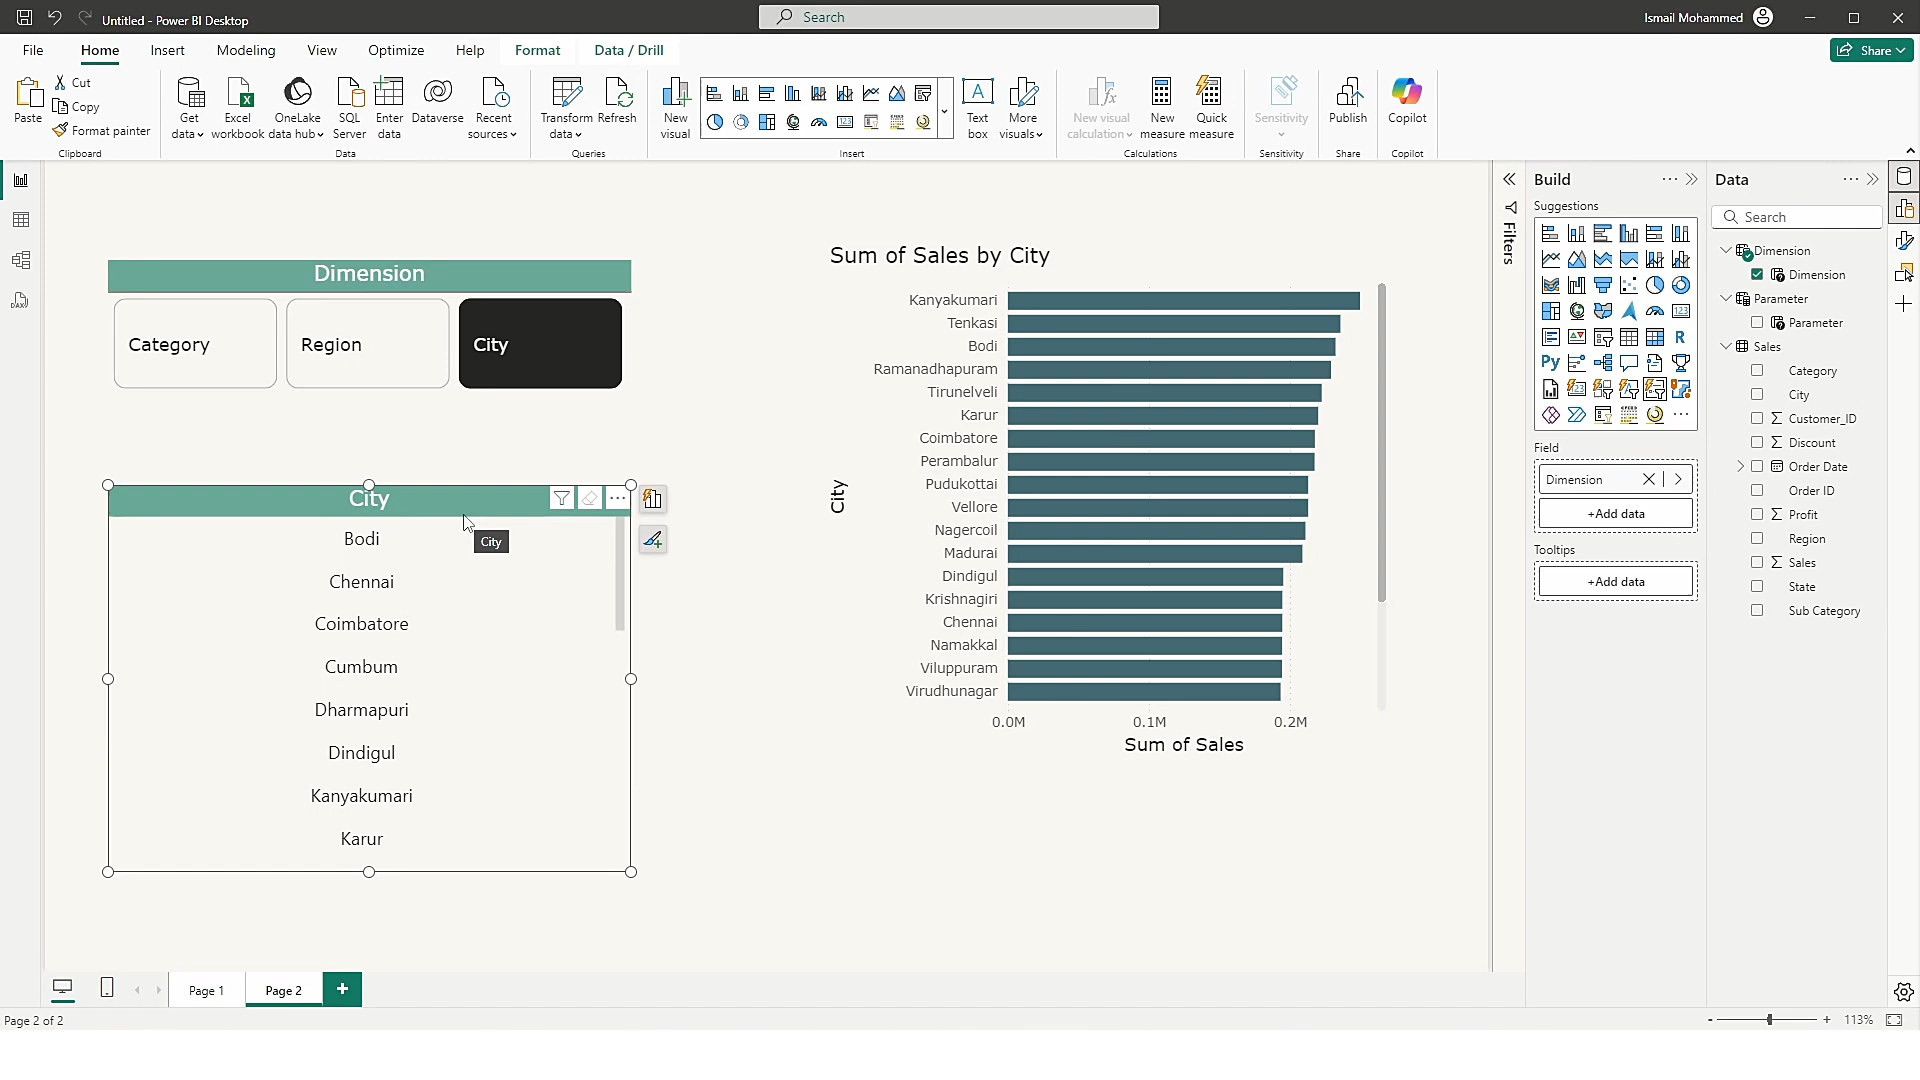 Untitled - Power BI Desktop
Search
Ismail Mohammed
File
Home
Insert
Modeling
View
Optimize
Help
Format
Data / Drill
Share
Paste
Cut
Copy
Format painter
Clipboard
Get data
Excel workbook
OneLake data hub
SQL Server
Enter data
Dataverse
Recent sources
Data
Transform data
Refresh
Queries
New visual
Text box
More visuals
Insert
New visual calculation
New measure
Quick measure
Calculations
Sensitivity
Sensitivity
Publish
Share
Copilot
Copilot
Dimension
Category
Region
City
City
City
Bodi
Chennai
Coimbatore
Cumbum
Dharmapuri
Dindigul
Kanyakumari
Karur
Sum of Sales by City
City
Kanyakumari
Tenkasi
Bodi
Ramanadhapuram
Tirunelveli
Karur
Coimbatore
Perambalur
Pudukottai
Vellore
Nagercoil
Madurai
Dindigul
Krishnagiri
Chennai
Namakkal
Viluppuram
Virudhunagar
0.0M
0.1M
0.2M
Sum of Sales
Filters
Build
Suggestions
R
Py
Field
Dimension
+Add data
Tooltips
+Add data
Data
Search
Dimension
Dimension
Parameter
Parameter
Sales
Category
City
Customer_ID
Discount
Order Date
Order ID
Profit
Region
Sales
State
Sub Category
Page 1
Page 2
Page 2 of 2
113%